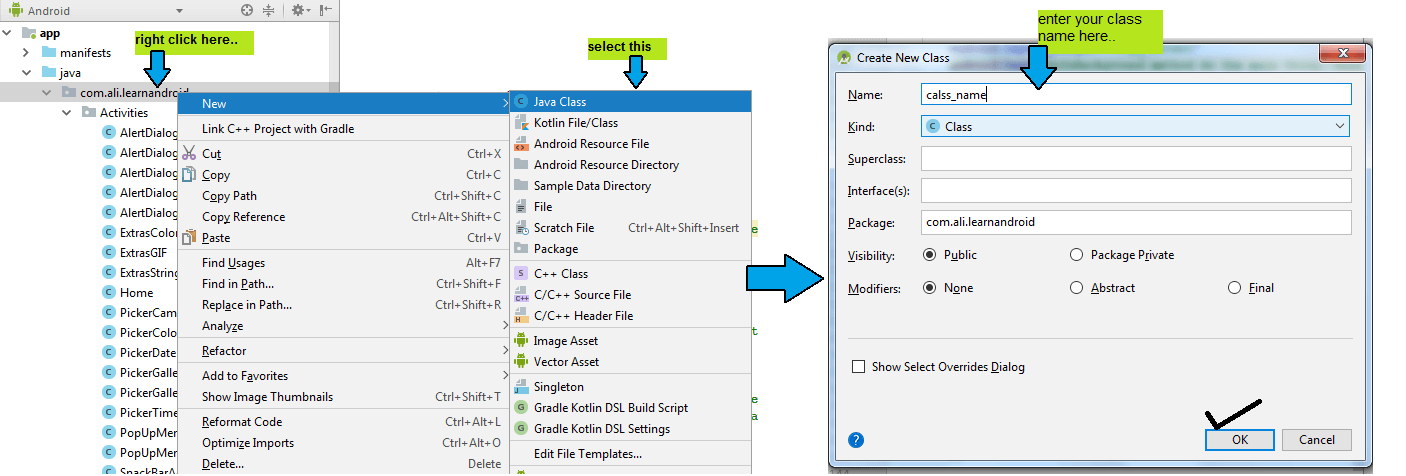 Android
app
manifests
java
com.ali.learnandroid
Activities
AlertDialog
AlertDialog
AlertDialog
AlertDialog
AlertDialog
ExtrasColo
ExtrasGIF
ExtrasString
Home
PickerCam
PickerColo
PickerDate
PickerGalle
PickerGalle
PickerTime
PopUpMer
PopUpMer
SnackBarA
right click here..
New
Link C++ Project with Gradle
Cut Ctrl+X
Copy Ctrl+C
Copy Path Ctrl+Shift+C
Copy Reference Ctrl+Alt+Shift+C
Paste Ctrl+V
Find Usages Alt+F7
Find in Path... Ctrl+Shift+F
Replace in Path... Ctrl+Shift+R
Analyze
Refactor
Add to Favorites
Show Image Thumbnails Ctrl+Shift+T
Reformat Code Ctrl+Alt+L
Optimize Imports Ctrl+Alt+O
Delete... Delete
select this
Java Class
Kotlin File/Class
Android Resource File
Android Resource Directory
Sample Data Directory
File
Scratch File Ctrl+Alt+Shift+Insert
Package
C++ Class
C/C++ Source File
C/C++ Header File
Image Asset
Vector Asset
Singleton
Gradle Kotlin DSL Build Script
Gradle Kotlin DSL Settings
Edit File Templates...
enter your class
name here..
Create New Class
Name: calss_name
Kind: Class
Superclass:
Interface(s):
Package: com.ali.learnandroid
Visibility: Public Package Private
Modifiers: None Abstract Final
Show Select Overrides Dialog
OK Cancel